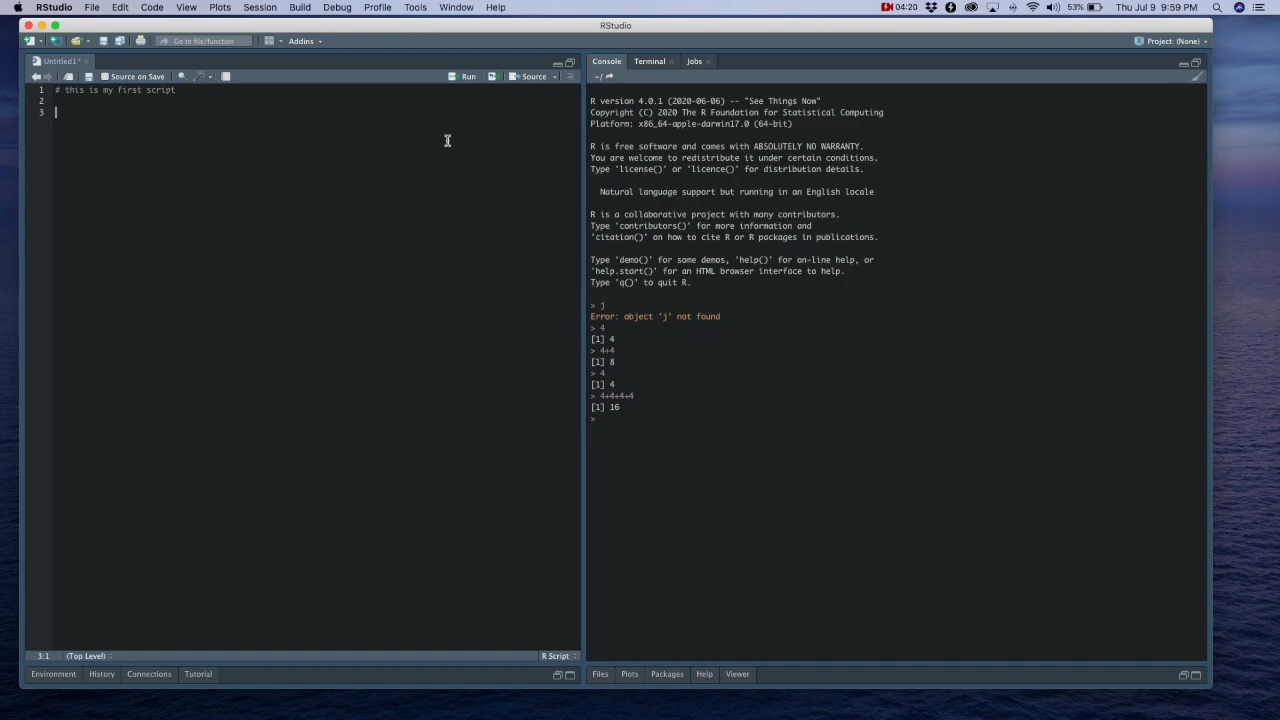 RStudio File Edit Code View Plots Session Build Debug Profile Tools Window Help 04:20 53% Thu Jul 9 9:59 PM
RStudio
Go to file/function Addins Project: (None)
Untitled1*
Source on Save Run Source
1 # this is my first script
2
3
3:1 (Top Level) R Script
Environment History Connections Tutorial
Console Terminal Jobs
~/
R version 4.0.1 (2020-06-06) -- "See Things Now"
Copyright (C) 2020 The R Foundation for Statistical Computing
Platform: x86_64-apple-darwin17.0 (64-bit)
R is free software and comes with ABSOLUTELY NO WARRANTY.
You are welcome to redistribute it under certain conditions.
Type 'license()' or 'licence()' for distribution details.
Natural language support but running in an English locale
R is a collaborative project with many contributors.
Type 'contributors()' for more information and
'citation()' on how to cite R or R packages in publications.
Type 'demo()' for some demos, 'help()' for on-line help, or
'help.start()' for an HTML browser interface to help.
Type 'q()' to quit R.
> j
Error: object 'j' not found
> 4
[1] 4
> 4+4
[1] 8
> 4
[1] 4
> 4+4+4+4
[1] 16
>
Files Plots Packages Help Viewer